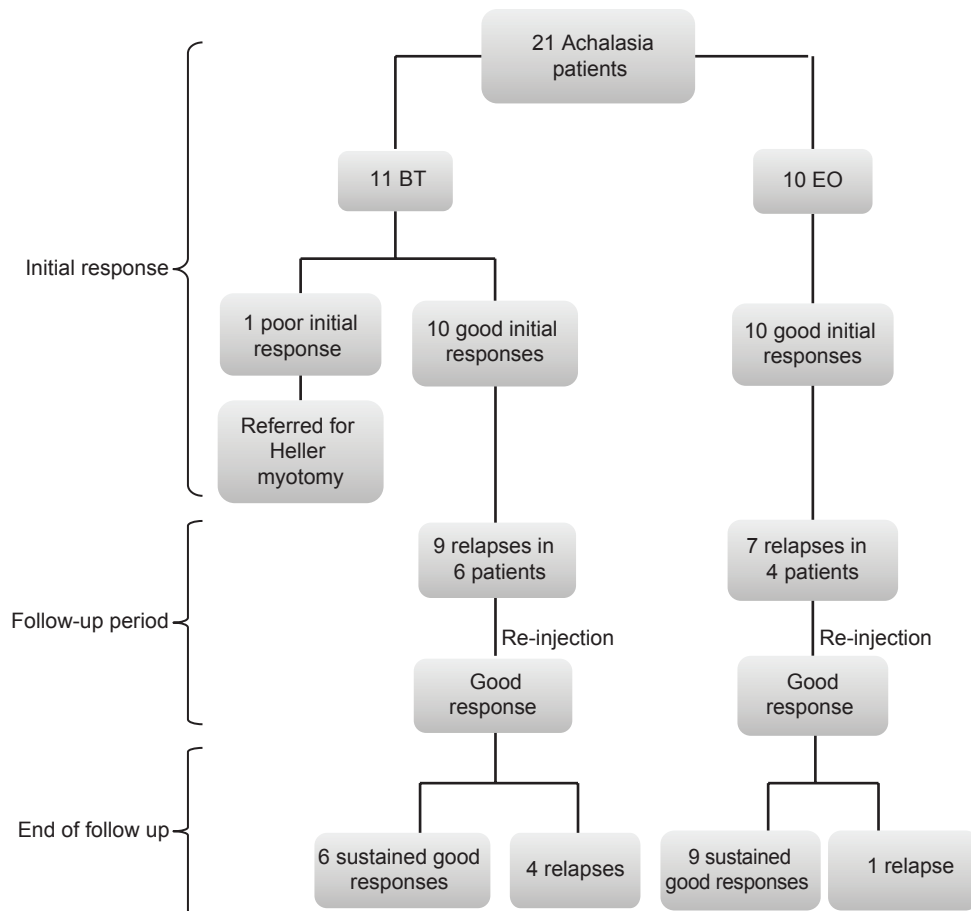 21 Achalasia
patients
11 BT
10 EO
Initial response
1 poor initial
response
10 good initial
responses
10 good initial
responses
Referred for
Heller
myotomy
9 relapses in
6 patients
7 relapses in
4 patients
Follow-up period
Re-injection
Re-injection
Good
response
Good
response
End of follow up
6 sustained good
responses
4 relapses
9 sustained
good responses
1 relapse